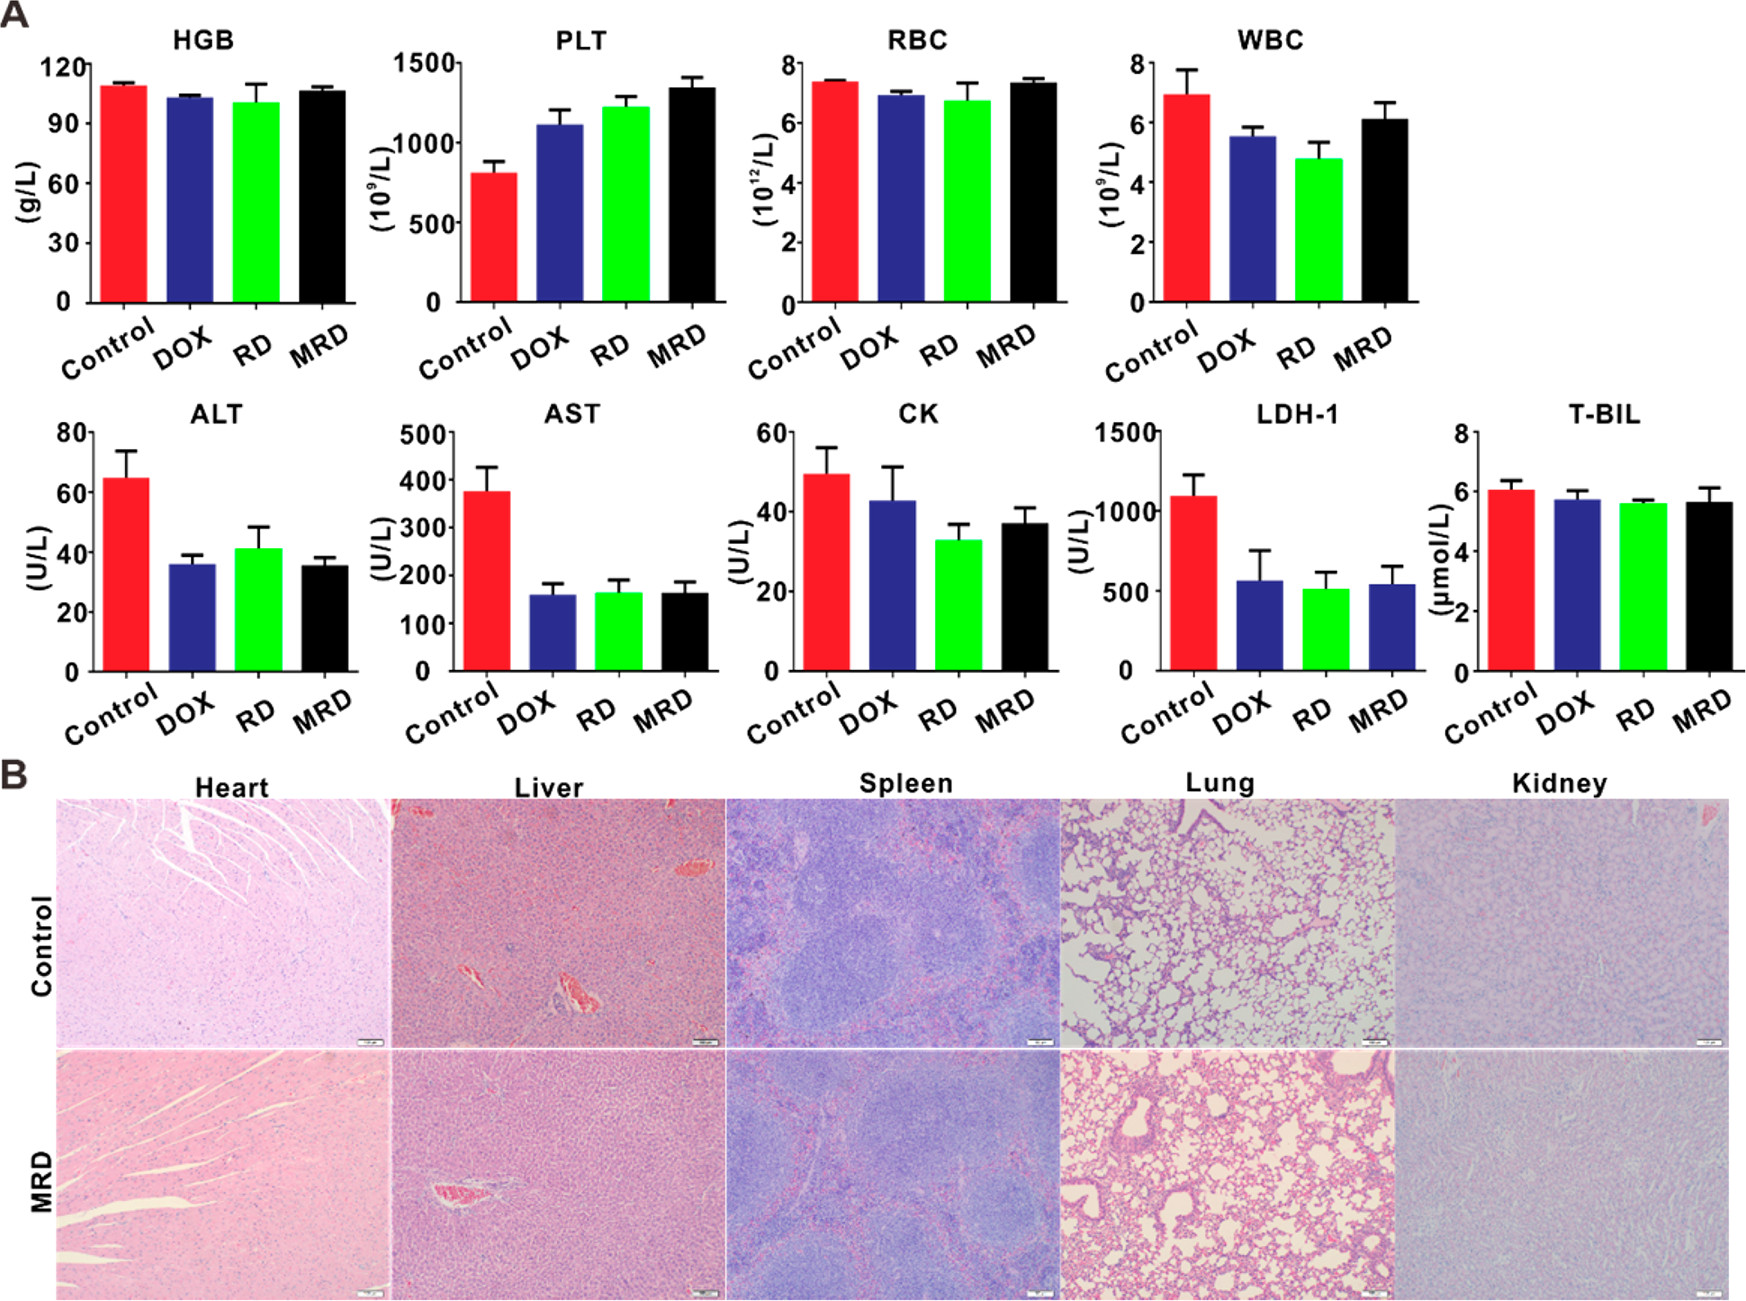 A
HGB
PLT
RBC
WBC
120
90
60
30
0
(g/L)
Control
DOX
RD
MRD
1500
1000
500
0
(10⁹/L)
Control
DOX
RD
MRD
8
6
4
2
0
(10¹²/L)
Control
DOX
RD
MRD
8
6
4
2
0
(10⁹/L)
Control
DOX
RD
MRD
ALT
AST
CK
LDH-1
T-BIL
80
60
40
20
0
(U/L)
Control
DOX
RD
MRD
500
400
300
200
100
0
(U/L)
Control
DOX
RD
MRD
60
40
20
0
(U/L)
Control
DOX
RD
MRD
1500
1000
500
0
(U/L)
Control
DOX
RD
MRD
8
6
4
2
0
(μmol/L)
Control
DOX
RD
MRD
B
Heart
Liver
Spleen
Lung
Kidney
Control
MRD